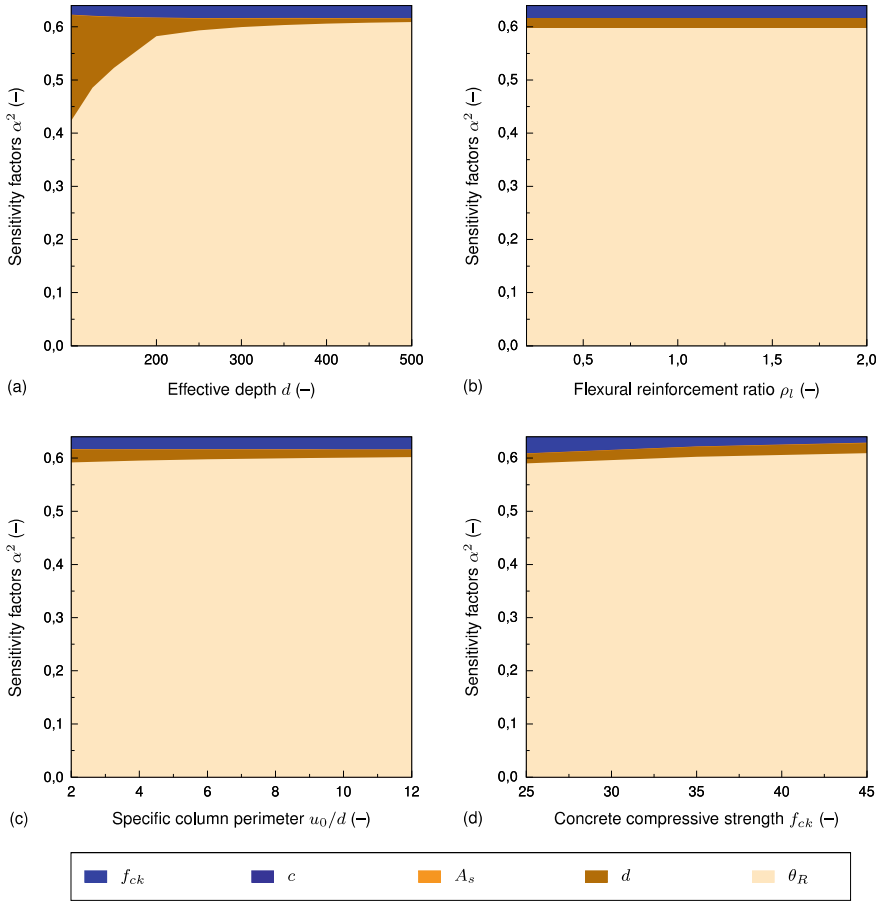 Sensitivity factors α² (–)
0,6
0,5
0,4
0,3
0,2
0,1
0,0
200
300
400
500
(a)
Effective depth d (–)
Sensitivity factors α² (–)
0,6
0,5
0,4
0,3
0,2
0,1
0,0
0,5
1,0
1,5
2,0
(b)
Flexural reinforcement ratio ρ_l (–)
Sensitivity factors α² (–)
0,6
0,5
0,4
0,3
0,2
0,1
0,0
2
4
6
8
10
12
(c)
Specific column perimeter u_0/d (–)
Sensitivity factors α² (–)
0,6
0,5
0,4
0,3
0,2
0,1
0,0
25
30
35
40
45
(d)
Concrete compressive strength f_ck (–)
f_ck
c
A_s
d
θ_R